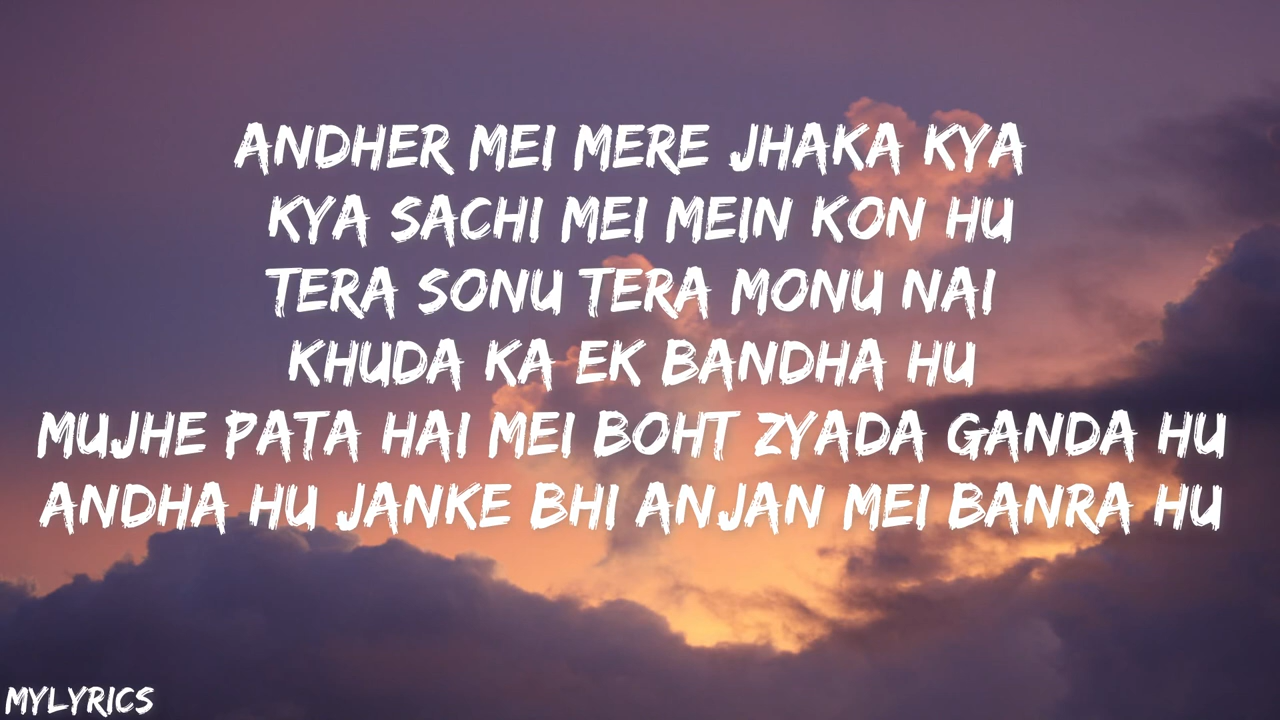 ANDHER MEI MERE JHAKA KYA
KYA SACHI MEI MEIN KON HU
TERA SONU TERA MONU NAI
KHUDA KA EK BANDHA HU
MUJHE PATA HAI MEI BOHT ZYADA GANDA HU
ANDHA HU JANKE BHI ANJAN MEI BANRA HU
MYLYRICS